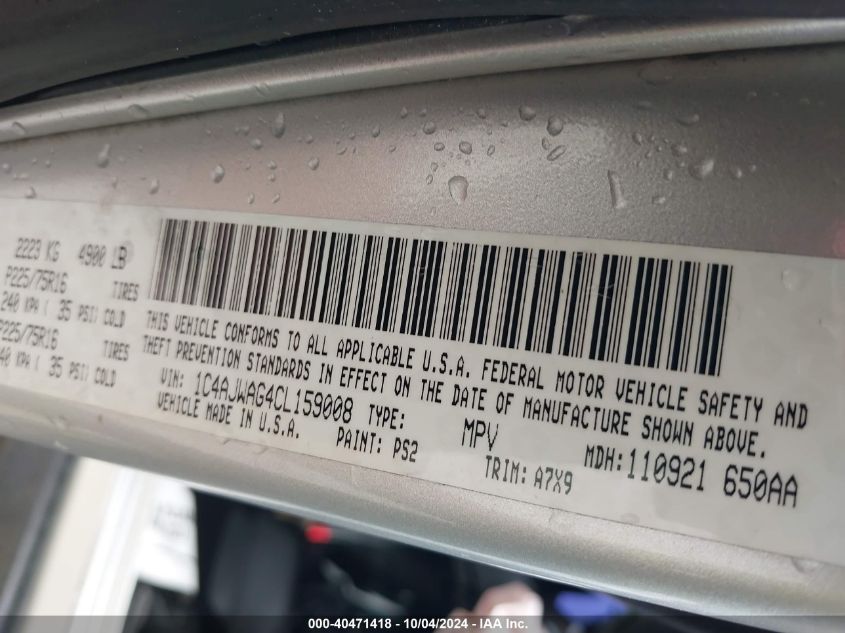 2223 KG 4900 LB
P225/75R16 TIRES
240 KPA ( 35 PSI) COLD
P225/75R16 TIRES
40 KPA ( 35 PSI) COLD
THIS VEHICLE CONFORMS TO ALL APPLICABLE U.S.A. FEDERAL MOTOR VEHICLE SAFETY AND
THEFT PREVENTION STANDARDS IN EFFECT ON THE DATE OF MANUFACTURE SHOWN ABOVE.
VIN: 1C4AJWAG4CL159008 TYPE: MPV MDH: 110921 650AA
VEHICLE MADE IN U.S.A. PAINT: PS2 TRIM: A7X9
000-40471418 - 10/04/2024 - IAA Inc.